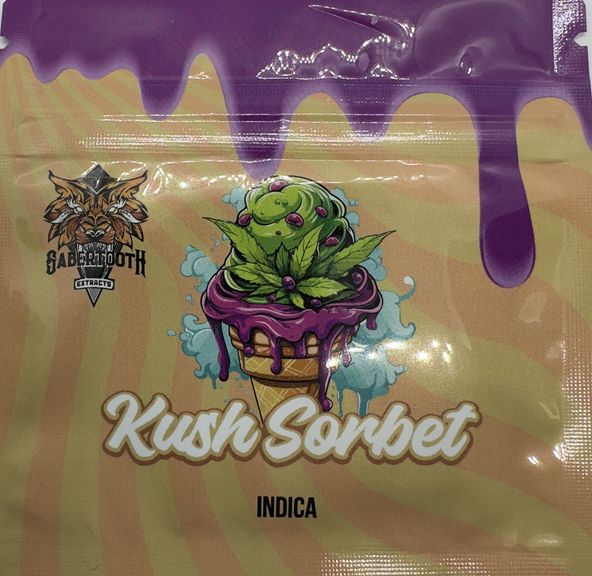 SABERTOOTH
EXTRACTS
Kush Sorbet
INDICA